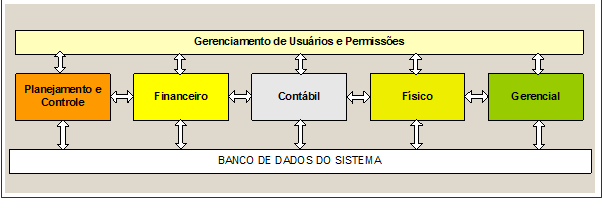 Gerenciamento de Usuários e Permissões
Planejamento e
Controle
Financeiro
Contábil
Físico
Gerencial
BANCO DE DADOS DO SISTEMA